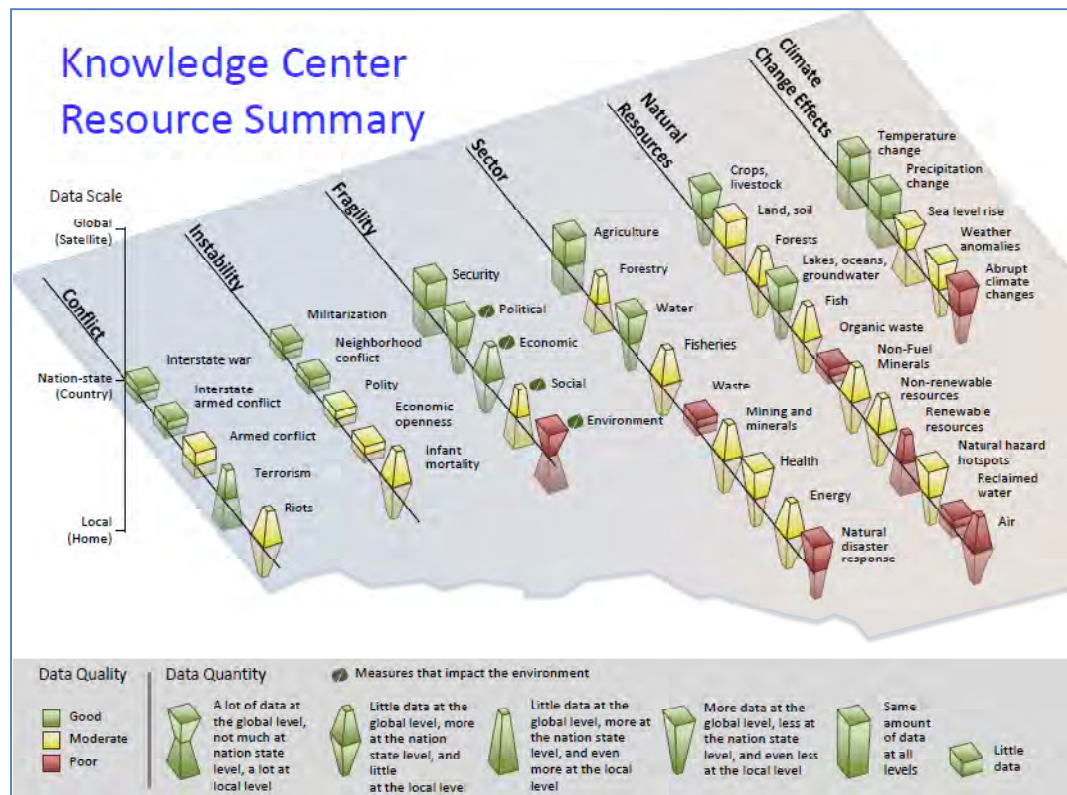 Knowledge Center
Resource Summary
Data Scale
Global
(Satellite)
Nation-state
(Country)
Local
(Home)
Conflict
Interstate war
Interstate
armed conflict
Armed conflict
Terrorism
Riots
Instability
Militarization
Neighborhood
conflict
Polity
Economic
openness
Infant
mortality
Fragility
Security
Political
Economic
Social
Environment
Sector
Agriculture
Forestry
Water
Fisheries
Waste
Mining and
minerals
Health
Energy
Natural
disaster
response
Natural
Resources
Crops,
livestock
Land, soil
Forests
Lakes, oceans,
groundwater
Fish
Organic waste
Non-Fuel
Minerals
Non-renewable
resources
Renewable
resources
Natural hazard
hotspots
Reclaimed
water
Air
Climate
Change Effects
Temperature
change
Precipitation
change
Sea level rise
Weather
anomalies
Abrupt
climate
changes
Data Quality
Good
Moderate
Poor
Data Quantity
Measures that impact the environment
A lot of data at
the global level,
not much at
nation state
level, a lot at
local level
Little data at the
global level, more
at the nation
state level, and
little
at the local level
Little data at the
global level, more at
the nation state
level, and even
more at the local
level
More data at the
global level, less at
the nation state
level, and even less
at the local level
Same
amount
of data
at all
levels
Little
data